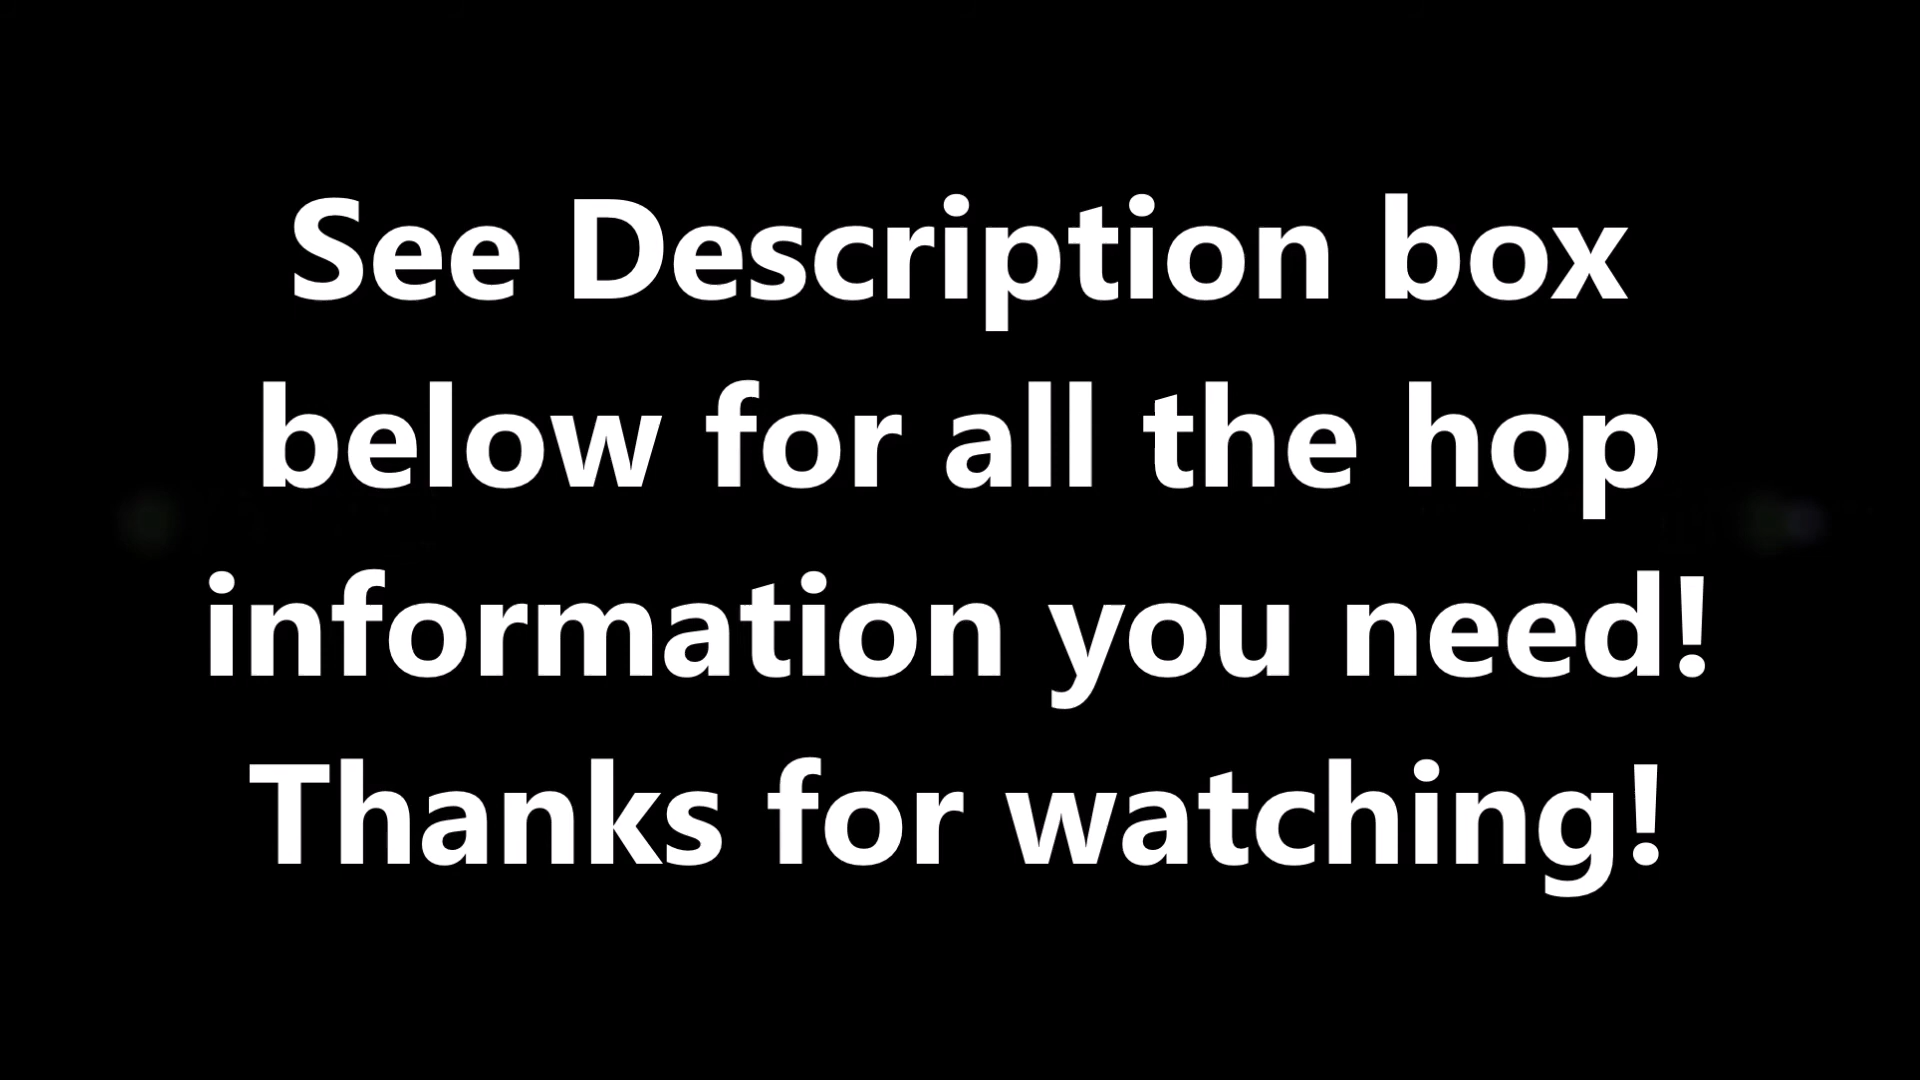 See Description box
below for all the hop
information you need!
Thanks for watching!